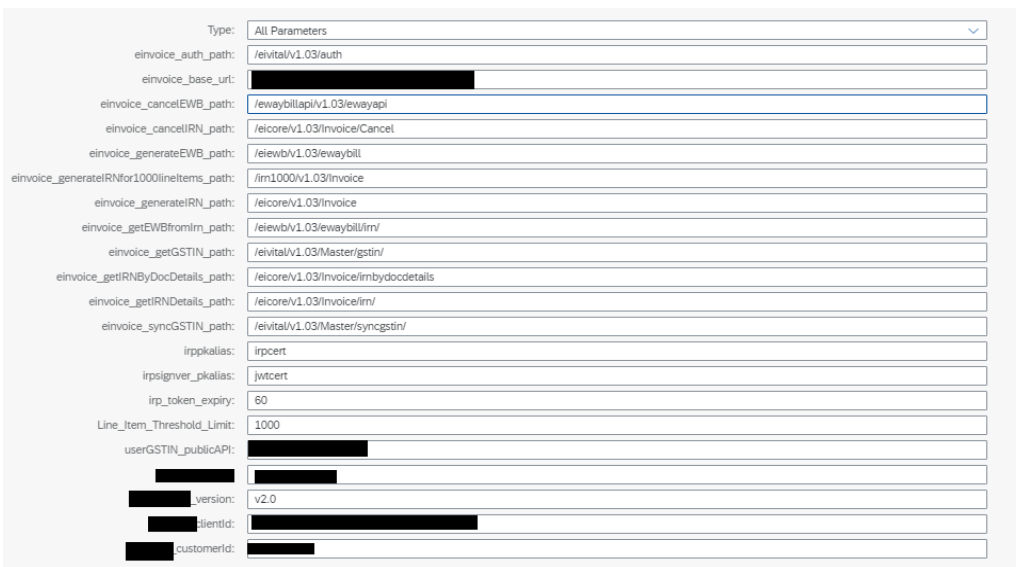 Type: All Parameters
einvoice_auth_path: /eivital/v1.03/auth
einvoice_base_url:
einvoice_cancelEWB_path: /ewaybillapi/v1.03/ewayapi
einvoice_cancelIRN_path: /eicore/v1.03/Invoice/Cancel
einvoice_generateEWB_path: /eiewb/v1.03/ewaybill
einvoice_generateIRNfor1000lineItems_path: /irn1000/v1.03/Invoice
einvoice_generateIRN_path: /eicore/v1.03/Invoice
einvoice_getEWBfromIrn_path: /eiewb/v1.03/ewaybill/irn/
einvoice_getGSTIN_path: /eivital/v1.03/Master/gstin/
einvoice_getIRNByDocDetails_path: /eicore/v1.03/Invoice/irnbydocdetails
einvoice_getIRNDetails_path: /eicore/v1.03/Invoice/irn/
einvoice_syncGSTIN_path: /eivital/v1.03/Master/syncgstin/
irppkalias: irpcert
irpsignver_pkalias: jwtcert
irp_token_expiry: 60
Line_Item_Threshold_Limit: 1000
userGSTIN_publicAPI:
_version: v2.0
clientId:
_customerId: